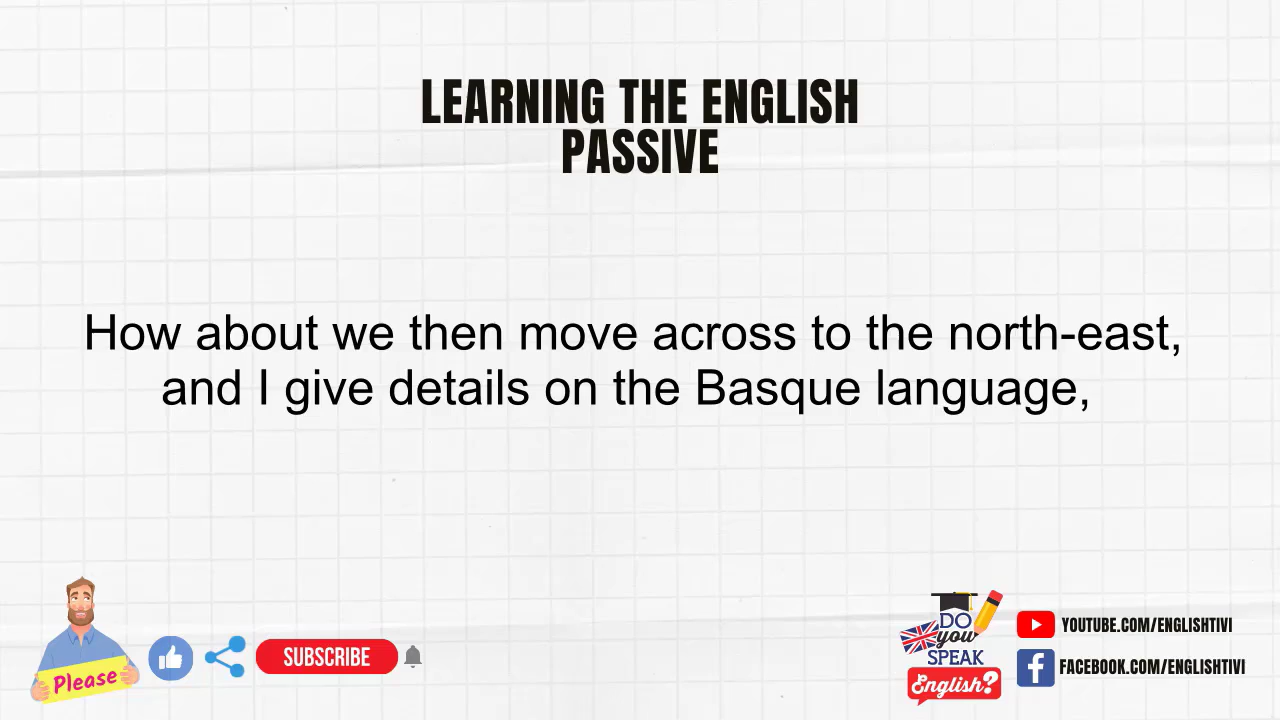 LEARNING THE ENGLISH
PASSIVE
How about we then move across to the north-east,
and I give details on the Basque language,
Please
SUBSCRIBE
DO
you
SPEAK
English?
YOUTUBE.COM/ENGLISHTIVI
FACEBOOK.COM/ENGLISHTIVI